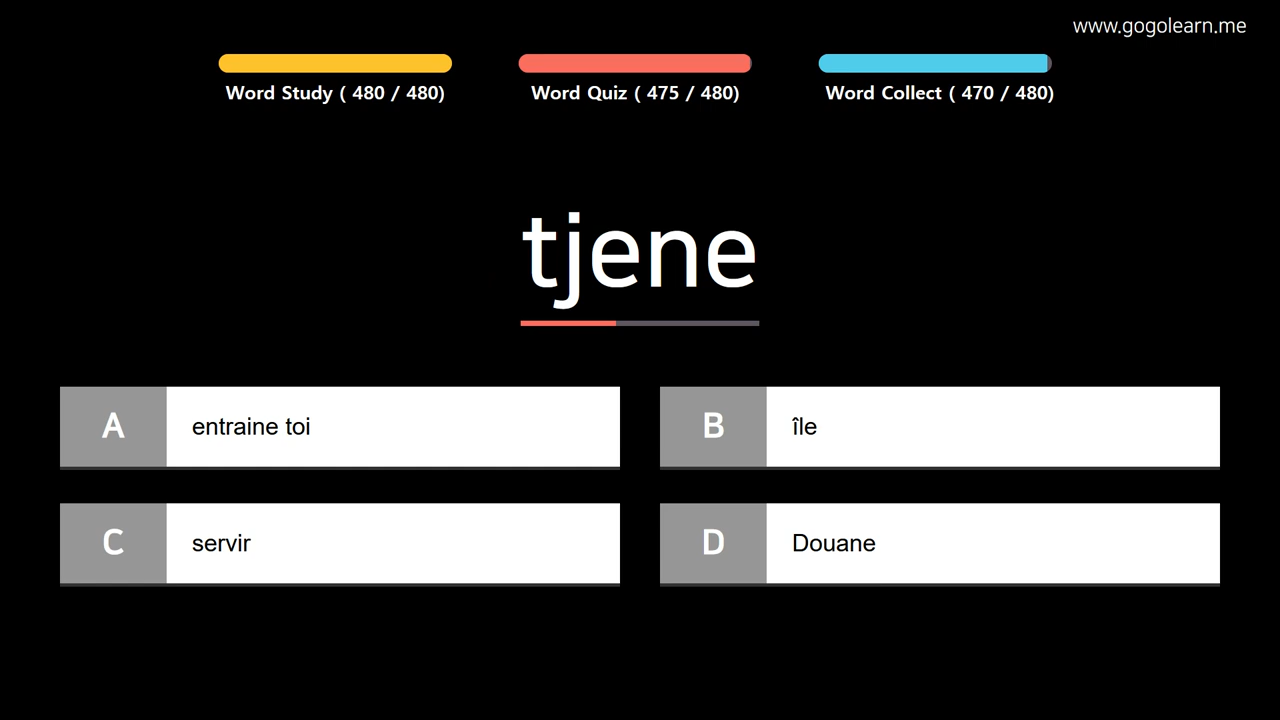 www.gogolearn.me
Word Study ( 480 / 480)
Word Quiz ( 475 / 480)
Word Collect ( 470 / 480)
tjene
A entraine toi
B île
C servir
D Douane